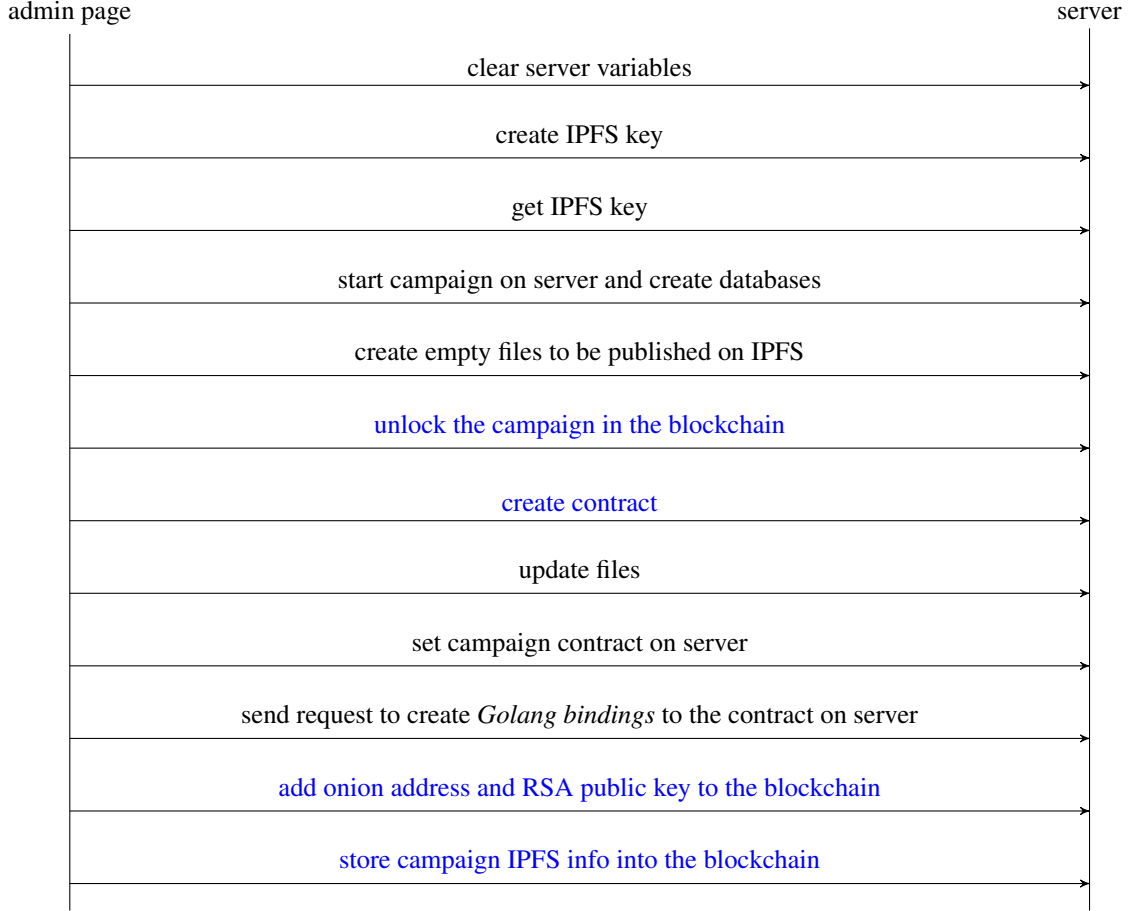 admin page
server
clear server variables
create IPFS key
get IPFS key
start campaign on server and create databases
create empty files to be published on IPFS
unlock the campaign in the blockchain
create contract
update files
set campaign contract on server
send request to create Golang bindings to the contract on server
add onion address and RSA public key to the blockchain
store campaign IPFS info into the blockchain